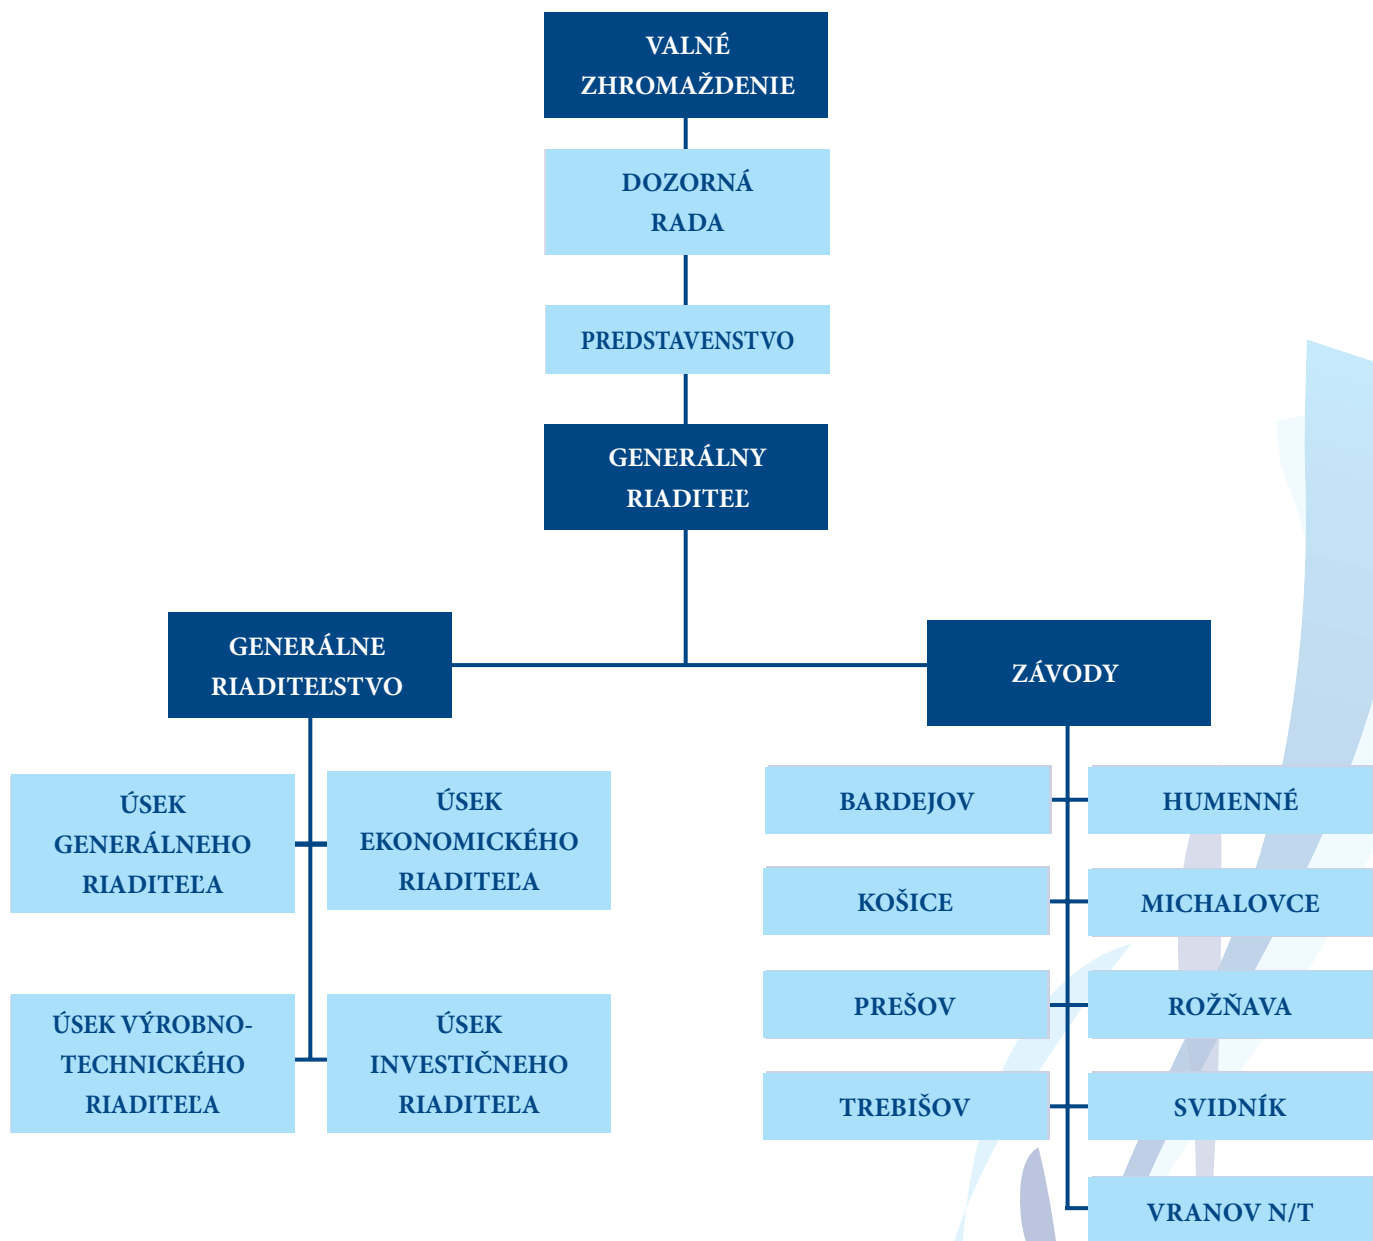 VALNÉ
ZHROMAŽDENIE
DOZORNÁ
RADA
PREDSTAVENSTVO
GENERÁLNY
RIADITEĽ
GENERÁLNE
RIADITEĽSTVO
ZÁVODY
ÚSEK
GENERÁLNEHO
RIADITEĽA
ÚSEK
EKONOMICKÉHO
RIADITEĽA
ÚSEK VÝROBNO-
TECHNICKÉHO
RIADITEĽA
ÚSEK
INVESTIČNEHO
RIADITEĽA
BARDEJOV
HUMENNÉ
KOŠICE
MICHALOVCE
PREŠOV
ROŽŇAVA
TREBIŠOV
SVIDNÍK
VRANOV N/T